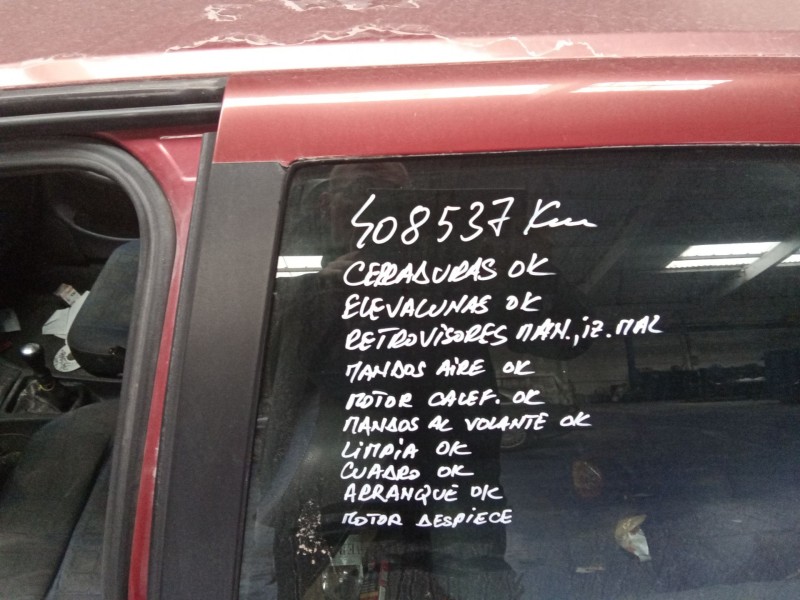 408537 Km
CERRADURAS OK
ELEVALUNAS OK
RETROVISORES MAN., IZ. MAL
MANDOS AIRE OK
MOTOR CALEF. OK
MANDOS AL VOLANTE OK
LIMPIA OK
CUADRO OK
ARRANQUE OK
MOTOR DESPIECE